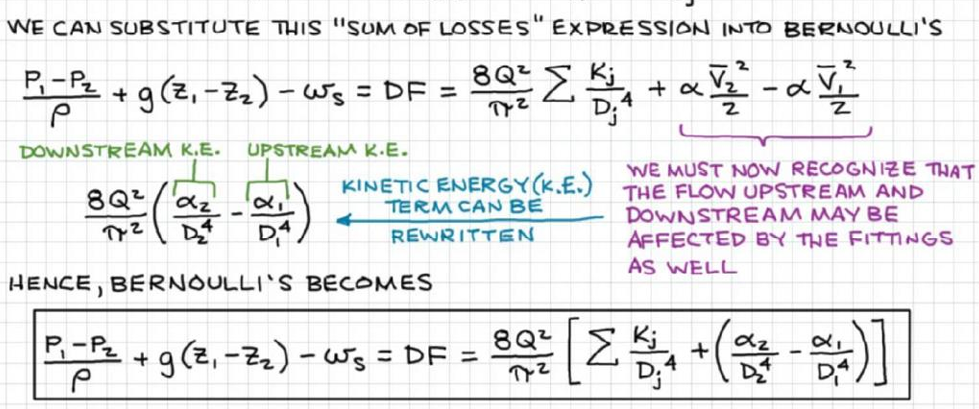 WE CAN SUBSTITUTE THIS "SUM OF LOSSES" EXPRESSION INTO BERNOULLI'S
(P₁-P₂)/ρ + g(z₁-z₂) - ωₛ = DF = 8Q²/π² Σ Kⱼ/Dⱼ⁴ + α V̄₂²/2 - α V̄₁²/2
DOWNSTREAM K.E. UPSTREAM K.E.
8Q²/π² (α₂/D₂⁴ - α₁/D₁⁴)
KINETIC ENERGY (K.E.)
TERM CAN BE
REWRITTEN
WE MUST NOW RECOGNIZE THAT
THE FLOW UPSTREAM AND
DOWNSTREAM MAY BE
AFFECTED BY THE FITTINGS
AS WELL
HENCE, BERNOULLI'S BECOMES
(P₁-P₂)/ρ + g(z₁-z₂) - ωₛ = DF = 8Q²/π² [Σ Kⱼ/Dⱼ⁴ + (α₂/D₂⁴ - α₁/D₁⁴)]